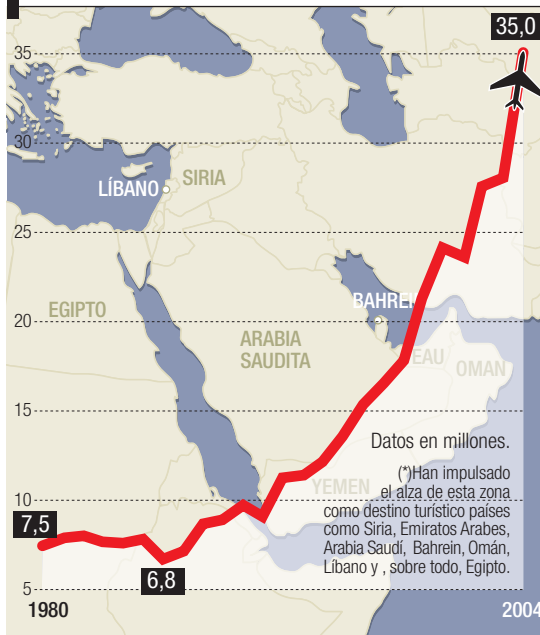 35,0
35
30
SIRIA
LÍBANO
25
EGIPTO
BAHREI
20
ARABIA
SAUDITA
EAU
OMAN
15
Datos en millones.
(*)Han impulsado
el alza de esta zona
como destino turístico países
como Siria, Emiratos Arabes,
Arabia Saudí, Bahrein, Omán,
Líbano y , sobre todo, Egipto.
YEMEN
10
7,5
6,8
5
1980
2004